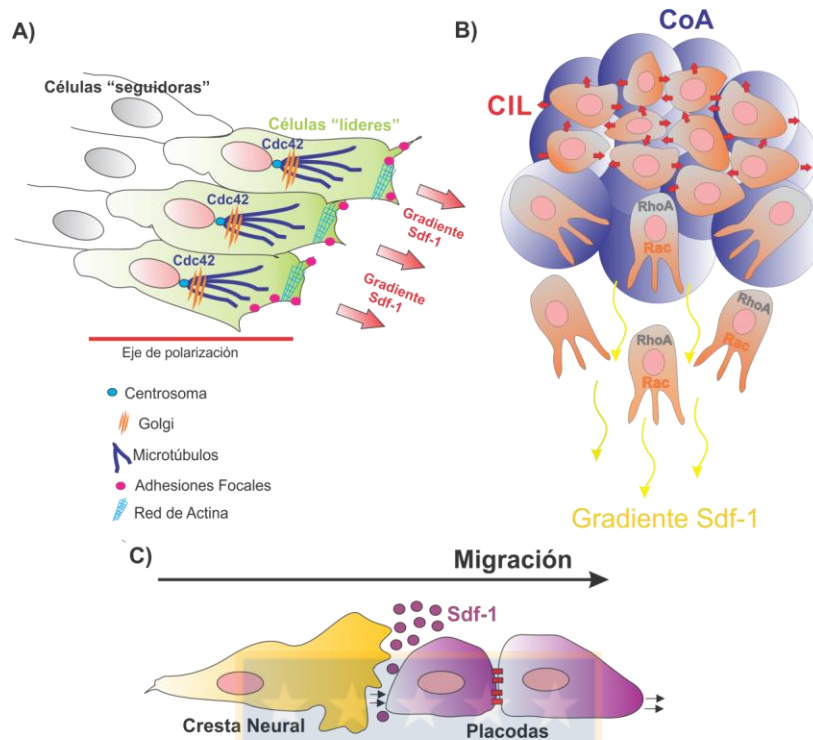 A)
Células “seguidoras”
Células “lideres”
Cdc42
Cdc42
Cdc42
Gradiente
Sdf-1
Gradiente
Sdf-1
Eje de polarización
Centrosoma
Golgi
Microtúbulos
Adhesiones Focales
Red de Actina
B)
CoA
CIL
RhoA
Rac
RhoA
Rac
RhoA
Rac
Gradiente Sdf-1
C)
Migración
Sdf-1
Cresta Neural
Placodas